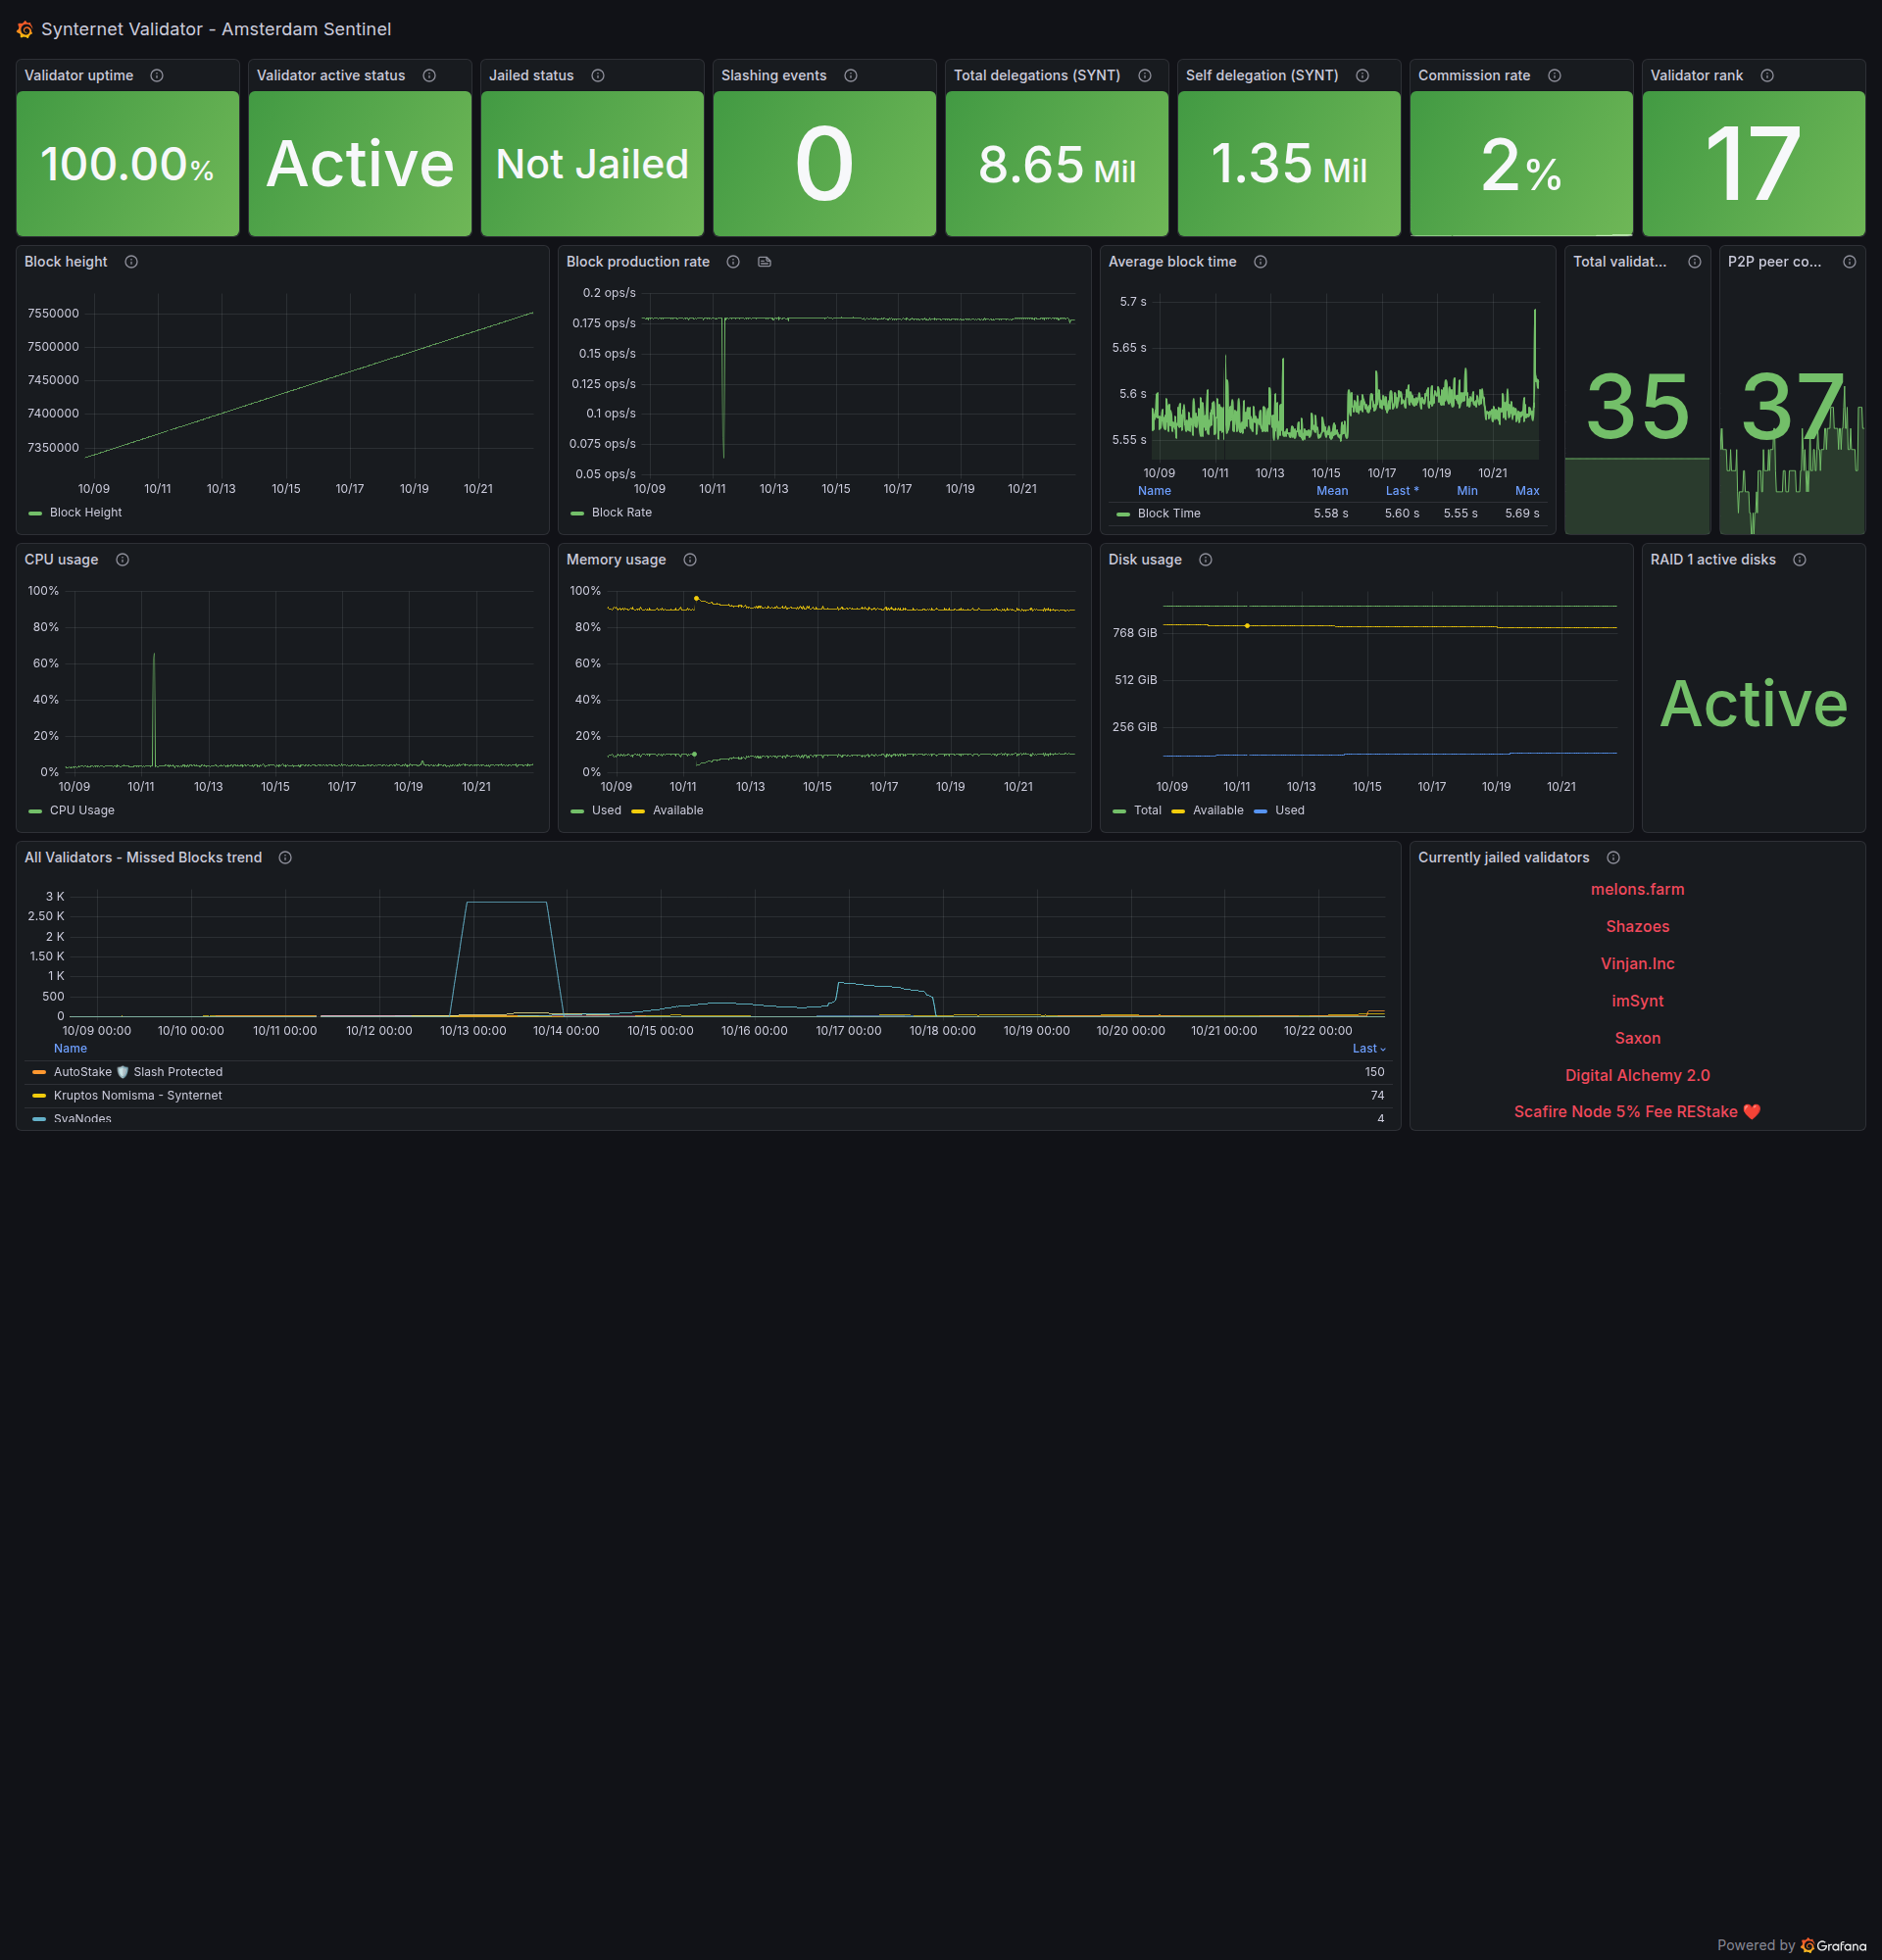 Synternet Validator - Amsterdam Sentinel
Validator uptime
100.00%
Validator active status
Active
Jailed status
Not Jailed
Slashing events
0
Total delegations (SYNT)
8.65 Mil
Self delegation (SYNT)
1.35 Mil
Commission rate
2%
Validator rank
17
Block height
7550000
7500000
7450000
7400000
7350000
10/09 10/11 10/13 10/15 10/17 10/19 10/21
Block Height
Block production rate
0.2 ops/s
0.175 ops/s
0.15 ops/s
0.125 ops/s
0.1 ops/s
0.075 ops/s
0.05 ops/s
10/09 10/11 10/13 10/15 10/17 10/19 10/21
Block Rate
Average block time
5.7 s
5.65 s
5.6 s
5.55 s
10/09 10/11 10/13 10/15 10/17 10/19 10/21
Name Mean Last * Min Max
Block TIme 5.58 s 5.60 s 5.55 s 5.69 s
Total validat...
35
P2P peer co...
37
CPU usage
100%
80%
60%
40%
20%
0%
10/09 10/11 10/13 10/15 10/17 10/19 10/21
CPU Usage
Memory usage
100%
80%
60%
40%
20%
0%
10/09 10/11 10/13 10/15 10/17 10/19 10/21
Used Available
Disk usage
768 GiB
512 GiB
256 GiB
10/09 10/11 10/13 10/15 10/17 10/19 10/21
Total Available Used
RAID 1 active disks
Active
All Validators - Missed Blocks trend
3 K
2.50 K
2 K
1.50 K
1 K
500
0
10/09 00:00 10/10 00:00 10/11 00:00 10/12 00:00 10/13 00:00 10/14 00:00 10/15 00:00 10/16 00:00 10/17 00:00 10/18 00:00 10/19 00:00 10/20 00:00 10/21 00:00 10/22 00:00
Name Last
AutoStake 🛡️ Slash Protected 150
Kruptos Nomisma - Synternet 74
SyaNodes 4
Currently jailed validators
melons.farm
Shazoes
Vinjan.Inc
imSynt
Saxon
Digital Alchemy 2.0
Scafire Node 5% Fee REStake ❤️
Powered by Grafana